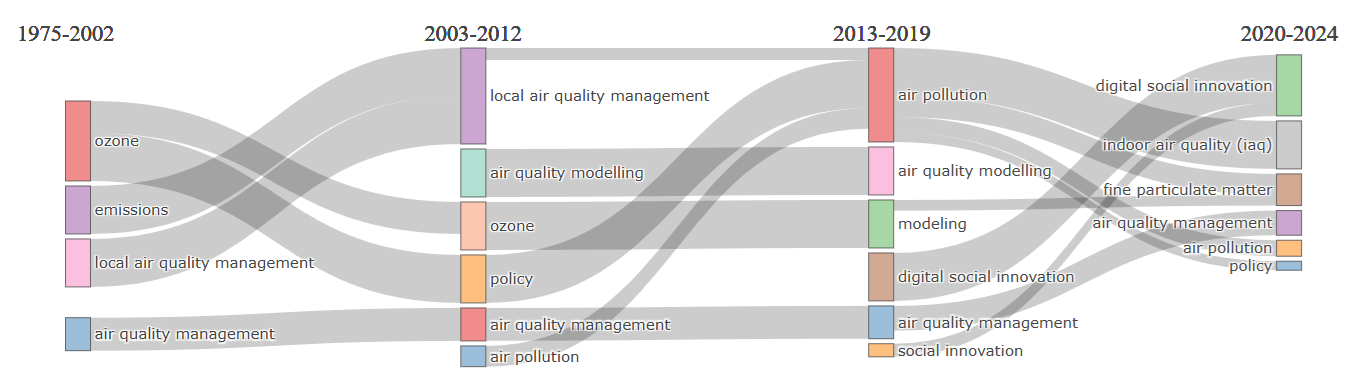 1975-2002
2003-2012
2013-2019
2020-2024
ozone
emissions
local air quality management
air quality management
local air quality management
air quality modelling
ozone
policy
air quality management
air pollution
air pollution
air quality modelling
modeling
digital social innovation
air quality management
social innovation
digital social innovation
indoor air quality (iaq)
fine particulate matter
air quality management
air pollution
policy